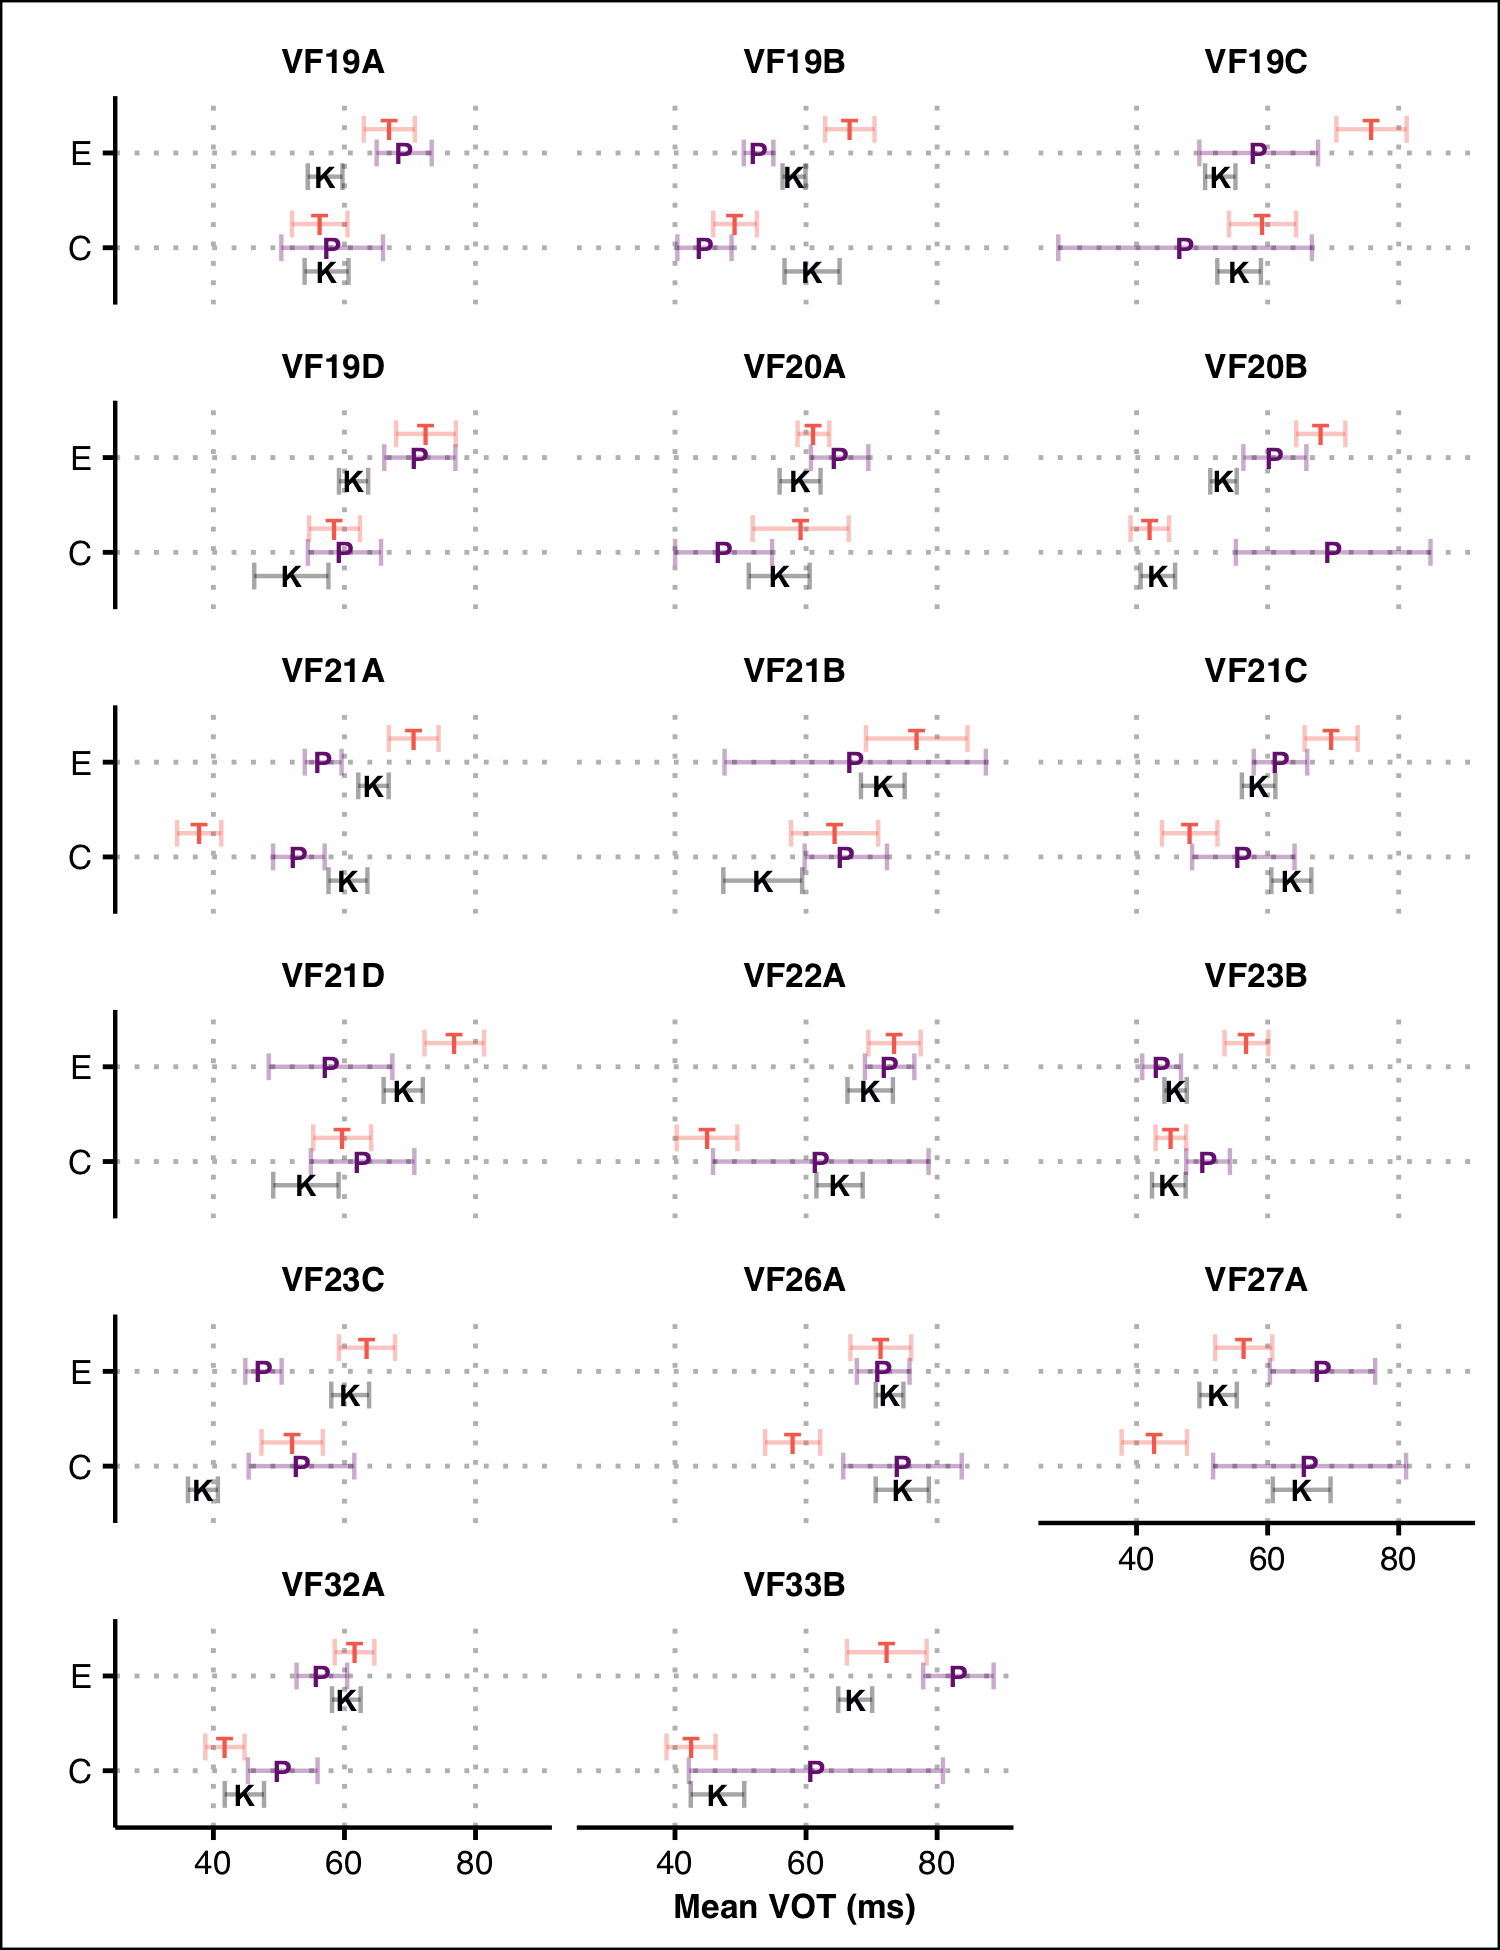 VF19A VF19B VF19C
T T T
E P P P
K K K
T T T
C P P P
K K K
VF19D VF20A VF20B
T T T
E P P P
K K K
T T T
C P P P
K K K
VF21A VF21B VF21C
T T T
E P P P
K K K
T T T
C P P P
K K K
VF21D VF22A VF23B
T T T
E P P P
K K K
T T T
C P P P
K K K
VF23C VF26A VF27A
T T T
E P P P
K K K
T T T
C P P P
K K K
40 60 80
VF32A VF33B
T T
E P P
K K
T T
C P P
K K
40 60 80 40 60 80
Mean VOT (ms)